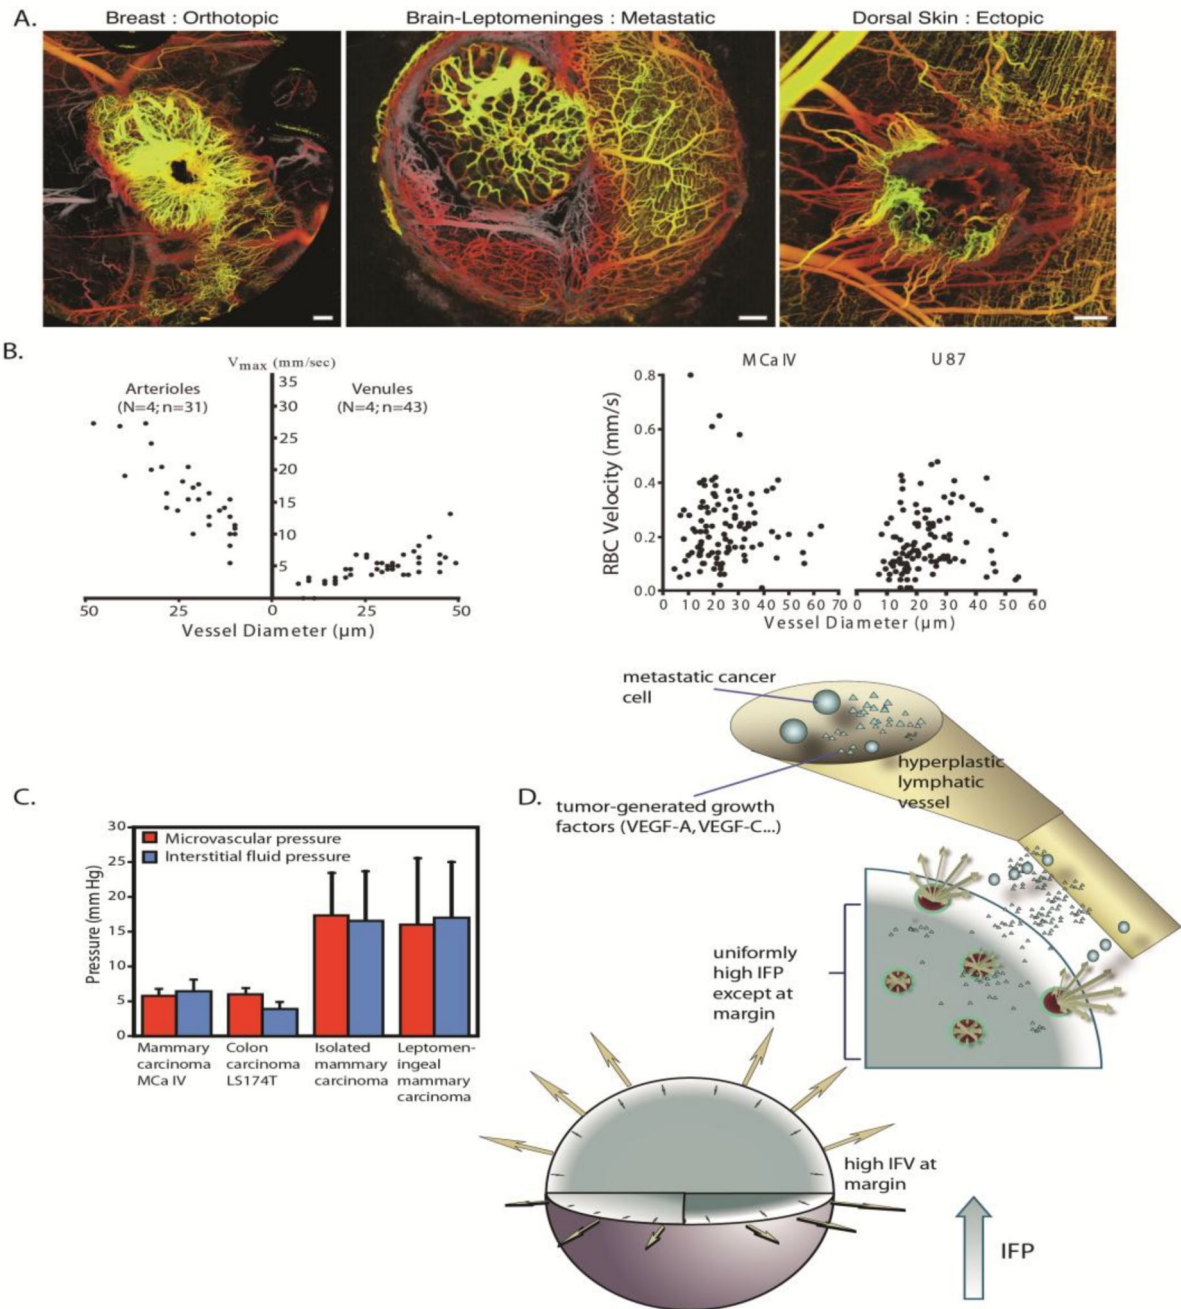 A.
Breast : Orthotopic
Brain-Leptomeninges : Metastatic
Dorsal Skin : Ectopic
B.
Vmax (mm/sec)
Arterioles
(N=4; n=31)
Venules
(N=4; n=43)
35
30
25
20
15
10
5
50
25
0
25
50
Vessel Diameter (µm)
MCa IV
U 87
RBC Velocity (mm/s)
0.8
0.6
0.4
0.2
0.0
0 10 20 30 40 50 60 70
0 10 20 30 40 50 60
Vessel Diameter (µm)
C.
Pressure (mm Hg)
30
25
20
15
10
5
0
Microvascular pressure
Interstitial fluid pressure
Mammary
carcinoma
MCa IV
Colon
carcinoma
LS174T
Isolated
mammary
carcinoma
Leptomen-
ingeal
mammary
carcinoma
D.
metastatic cancer
cell
hyperplastic
lymphatic
vessel
tumor-generated growth
factors (VEGF-A, VEGF-C...)
uniformly
high IFP
except at
margin
high IFV at
margin
IFP